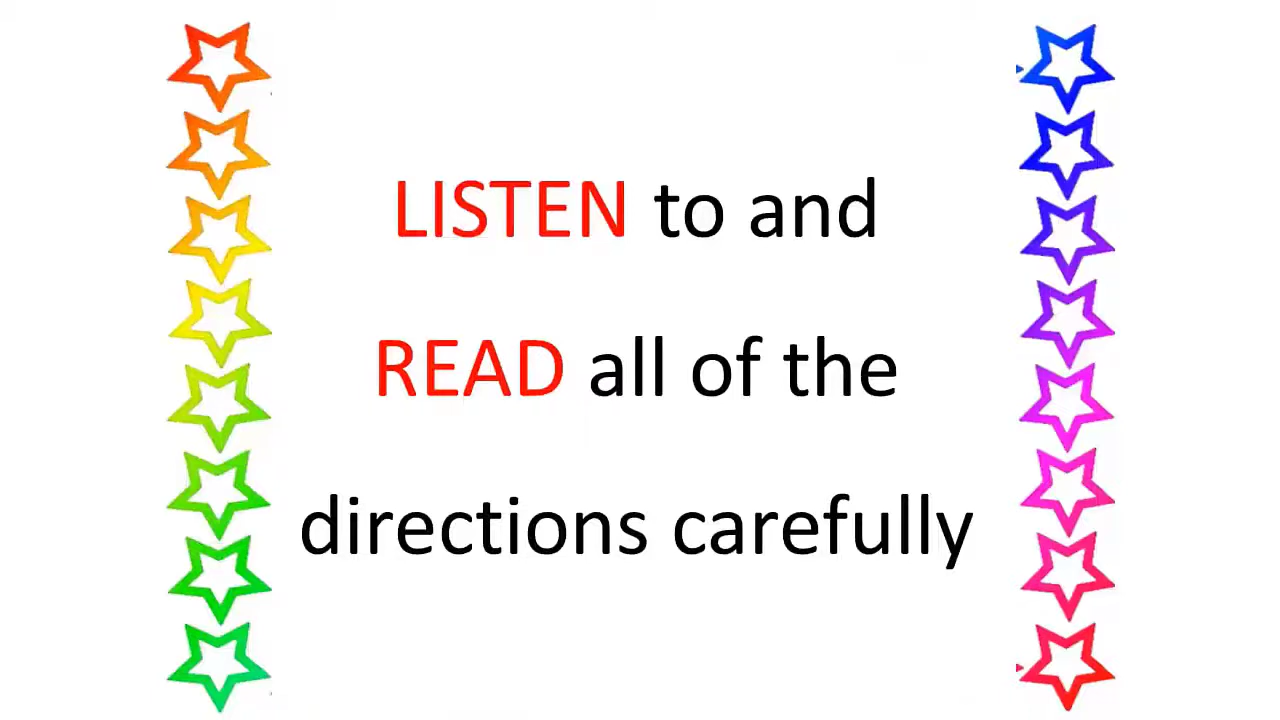 LISTEN to and
READ all of the
directions carefully